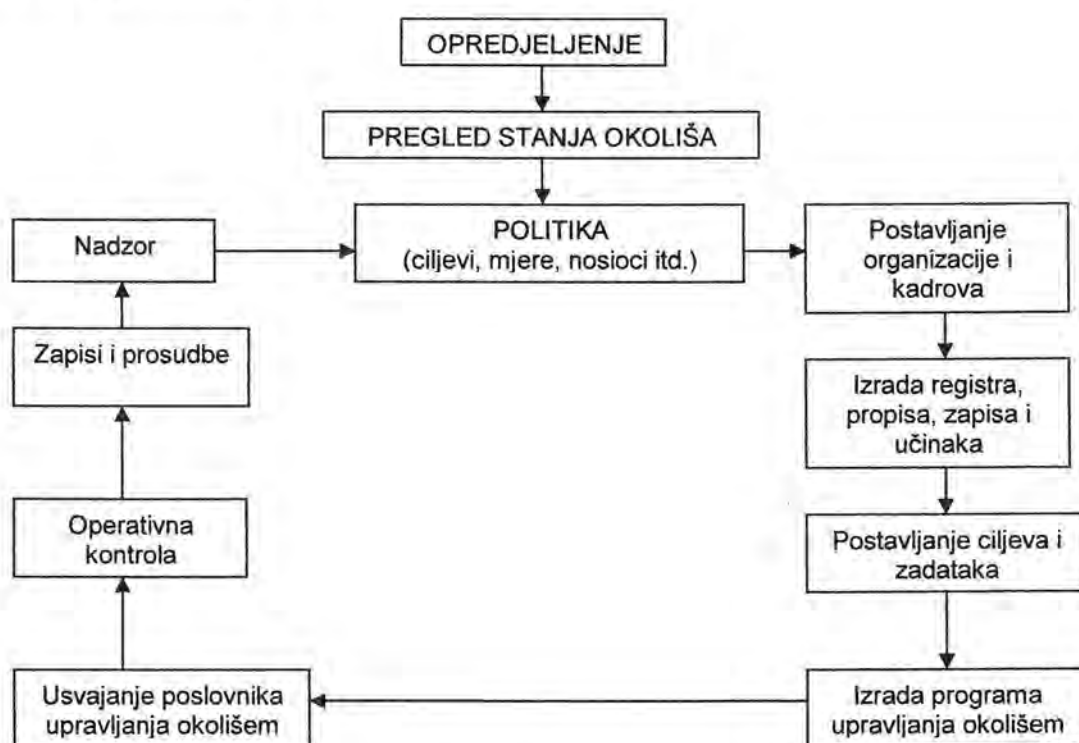 OPREDJELJENJE
PREGLED STANJA OKOLIŠA
POLITIKA
(ciljevi, mjere, nosioci itd.)
Postavljanje
organizacije i
kadrova
Izrada registra,
propisa, zapisa i
učinaka
Postavljanje ciljeva i
zadataka
Izrada programa
upravljanja okolišem
Usvajanje poslovnika
upravljanja okolišem
Operativna
kontrola
Zapisi i prosudbe
Nadzor